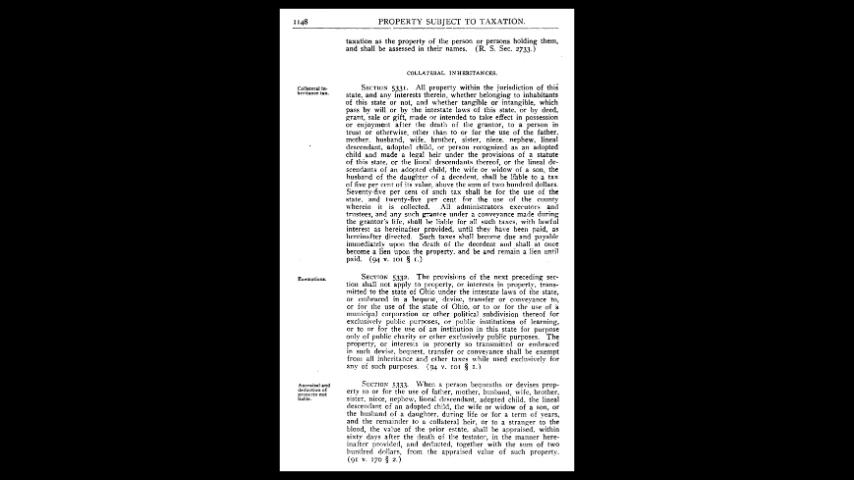 1148 PROPERTY SUBJECT TO TAXATION.
taxation as the property of the person or persons holding them,
and shall be assessed in their names. (R. S. Sec. 2733.)
COLLATERAL INHERITANCES.
Collateral in-
heritance tax.
SECTION 5331. All property within the jurisdiction of this
state, and any interests therein, whether belonging to inhabitants
of this state or not, and whether tangible or intangible, which
pass by will or by the intestate laws of this state, or by deed,
grant, sale or gift, made or intended to take effect in possession
or enjoyment after the death of the grantor, to a person in
trust or otherwise, other than to or for the use of the father,
mother, husband, wife, brother, sister, niece, nephew, lineal
descendant, adopted child, or person recognized as an adopted
child and made a legal heir under the provisions of a statute
of this state, or the lineal descendants thereof, or the lineal de-
scendants of an adopted child, the wife or widow of a son, the
husband of the daughter of a decedent, shall be liable to a tax
of five per cent of its value, above the sum of two hundred dollars.
Seventy-five per cent of such tax shall be for the use of the
state, and twenty-five per cent for the use of the county
wherein it is collected. All administrators executors and
trustees, and any such grantee under a conveyance made during
the grantor's life, shall be liable for all such taxes, with lawful
interest as hereinafter provided, until they have been paid, as
hereinafter directed. Such taxes shall become due and payable
immediately upon the death of the decedent and shall at once
become a lien upon the property, and be and remain a lien until
paid. (94 v. 101 § 1.)
Exemptions.
SECTION 5332. The provisions of the next preceding sec-
tion shall not apply to property, or interests in property, trans-
mitted to the state of Ohio under the intestate laws of the state,
or embraced in a bequest, devise, transfer or conveyance to,
or for the use of the state of Ohio, or to or for the use of a
municipal corporation or other political subdivision thereof for
exclusively public purposes, or public institutions of learning,
or to or for the use of an institution in this state for purpose
only of public charity or other exclusively public purposes. The
property, or interests in property so transmitted or embraced
in such devise, bequest, transfer or conveyance shall be exempt
from all inheritance and other taxes while used exclusively for
any of such purposes. (94 v. 101 § 1.)
Appraisal and
deduction of
property not
liable.
SECTION 5333. When a person bequeaths or devises prop-
erty to or for the use of father, mother, husband, wife, brother,
sister, niece, nephew, lineal descendant, adopted child, the lineal
descendant of an adopted child, the wife or widow of a son, or
the husband of a daughter, during life or for a term of years,
and the remainder to a collateral heir, or to a stranger to the
blood, the value of the prior estate, shall be appraised, within
sixty days after the death of the testator, in the manner here-
inafter provided, and deducted, together with the sum of two
hundred dollars, from the appraised value of such property.
(91 v. 170 § 2.)